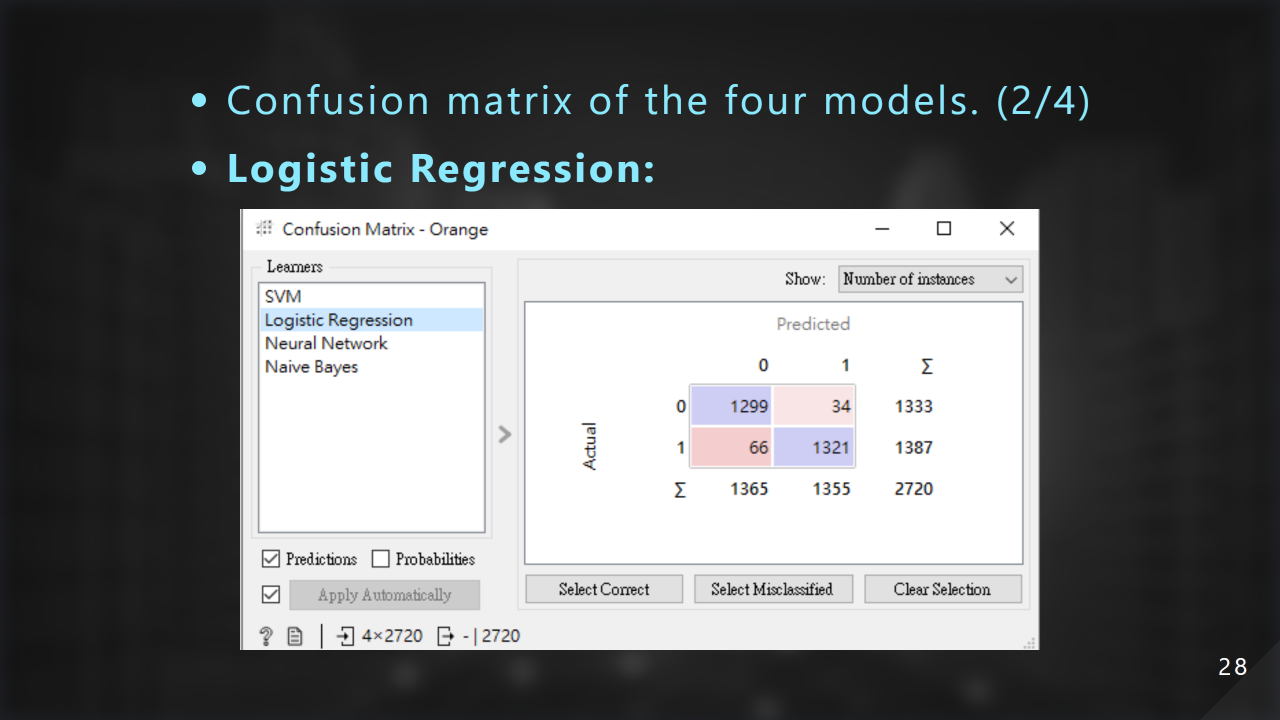 • Confusion matrix of the four models. (2/4)
• Logistic Regression:
Confusion Matrix - Orange
Learners
SVM
Logistic Regression
Neural Network
Naive Bayes
Predictions Probabilities
Apply Automatically
Show: Number of instances
Predicted
0 1 Σ
Actual
0 1299 34 1333
1 66 1321 1387
Σ 1365 1355 2720
Select Correct Select Misclassified Clear Selection
? 4×2720 - | 2720
28